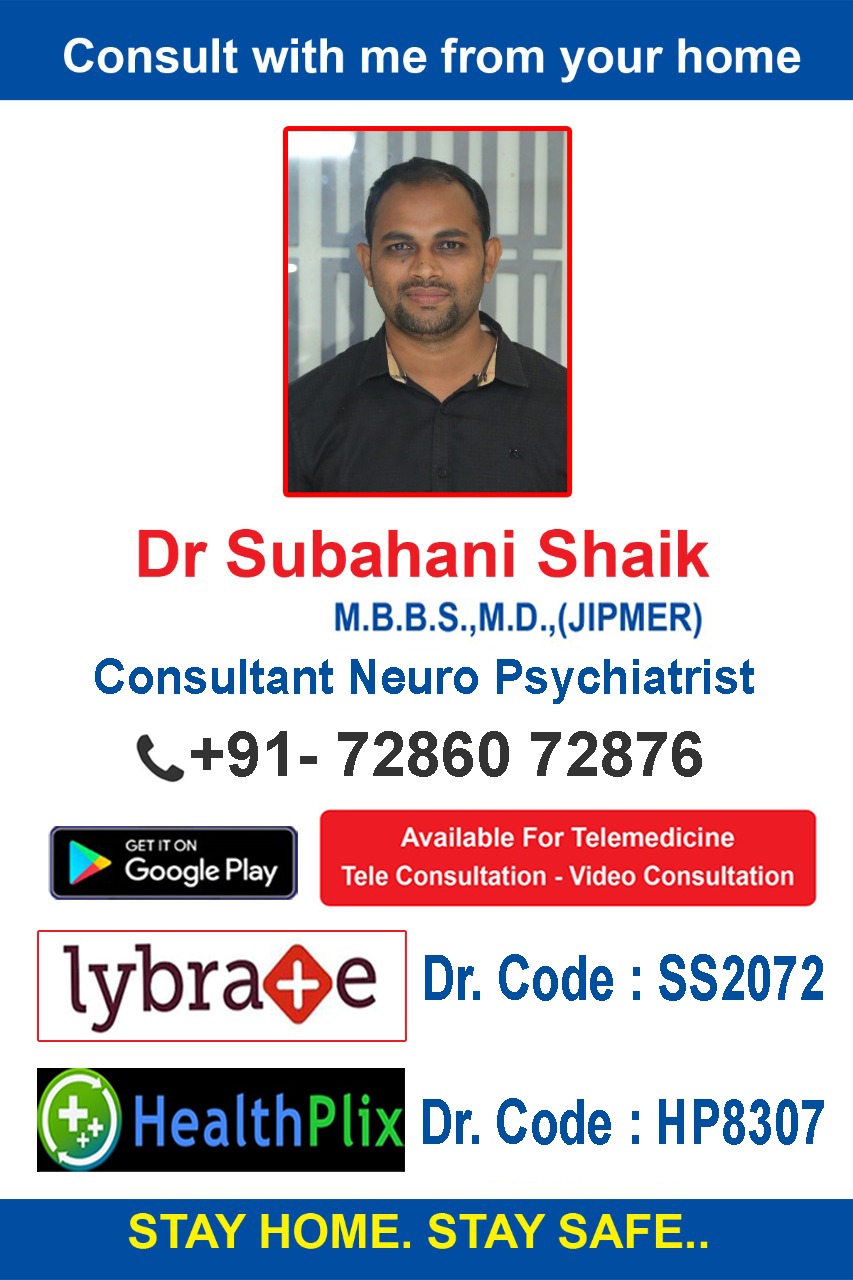 Consult with me from your home
Dr Subahani Shaik
M.B.B.S.,M.D.,(JIPMER)
Consultant Neuro Psychiatrist
+91- 72860 72876
GET IT ON
Google Play
Available For Telemedicine
Tele Consultation - Video Consultation
lybrate
Dr. Code : SS2072
HealthPlix
Dr. Code : HP8307
STAY HOME. STAY SAFE..